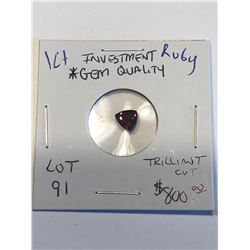 1ct INVESTMENT Ruby
*GEM QUALITY
LOT
91
TRILLIANT
CUT
$800.00